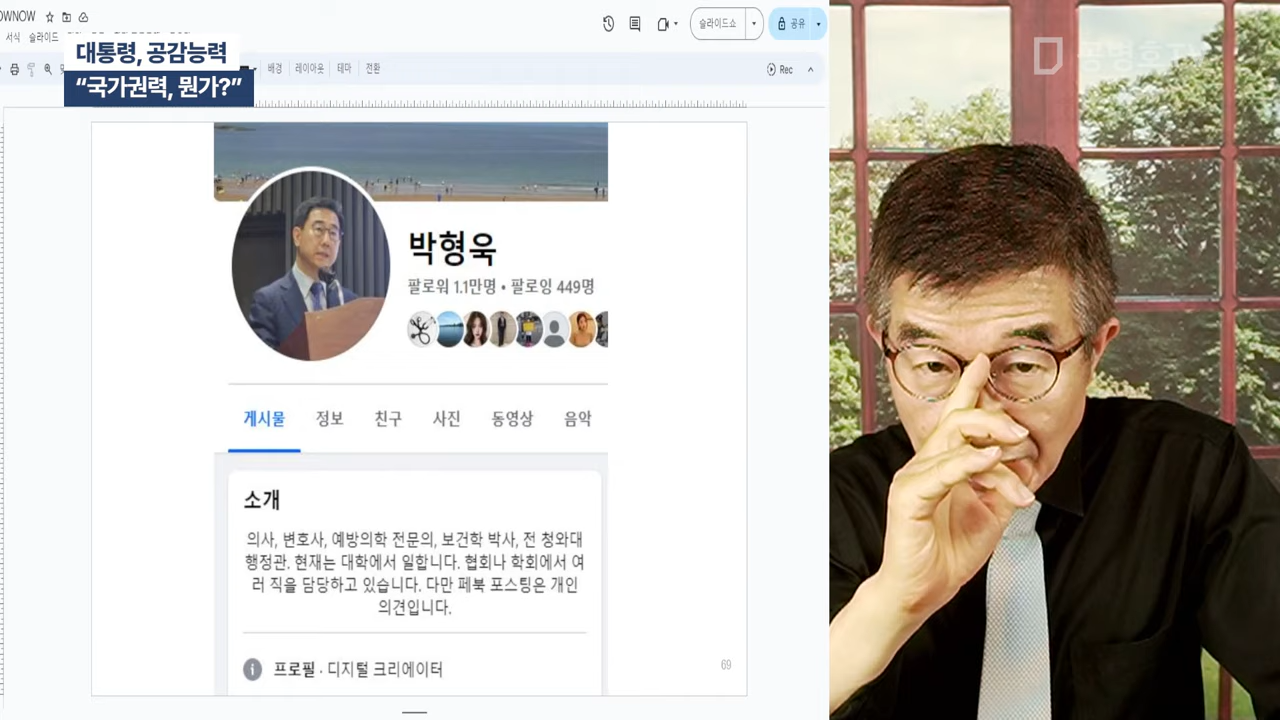 OWNOW
서식 슬라이드
슬라이드쇼
공유
대통령, 공감능력
“국가권력, 뭔가?”
배경 레이아웃 테마 전환
Rec
공병호TV
박형욱
팔로워 1.1만명 • 팔로잉 449명
게시물 정보 친구 사진 동영상 음악
소개
의사, 변호사, 예방의학 전문의, 보건학 박사, 전 청와대
행정관. 현재는 대학에서 일합니다. 협회나 학회에서 여
러 직을 담당하고 있습니다. 다만 페북 포스팅은 개인
의견입니다.
프로필 · 디지털 크리에이터
69